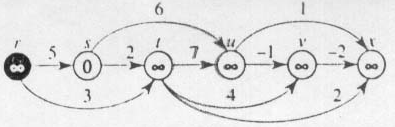 6 1
r s t u v x
∞ 5 0 2 ∞ 7 ∞ -1 ∞ -2 ∞
3 4 2